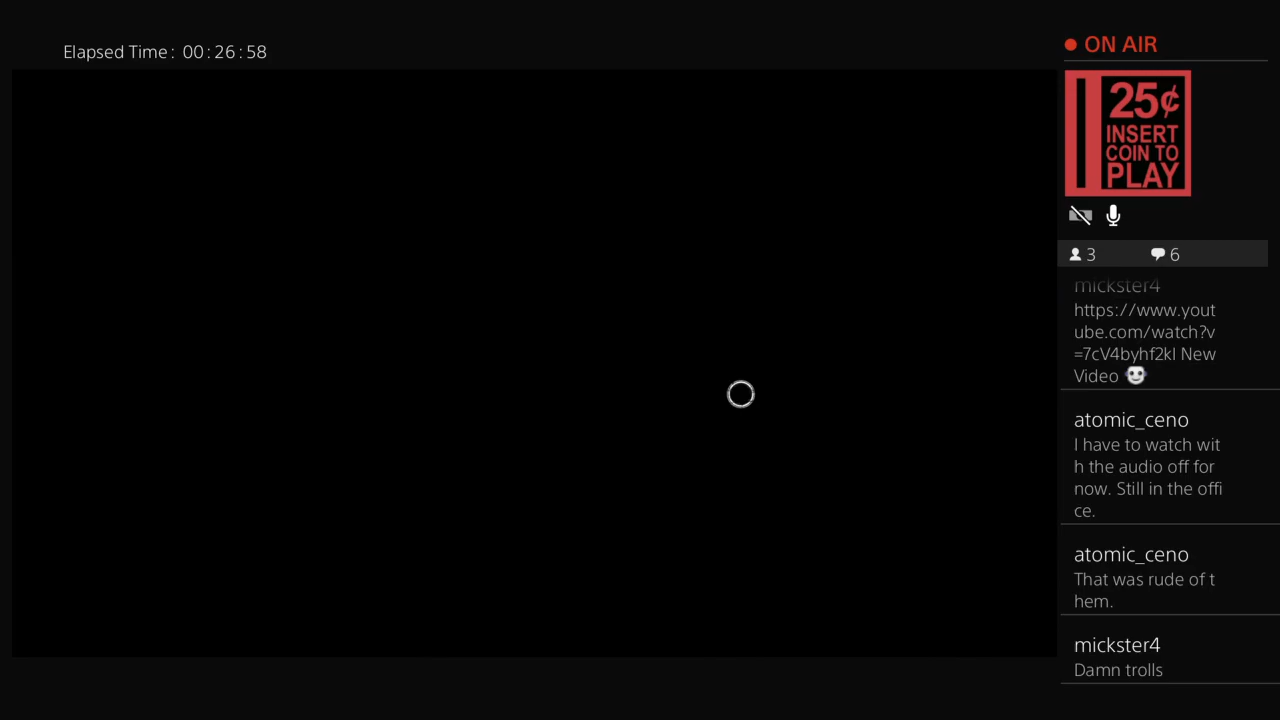 Elapsed Time: 00:26:58
ON AIR
25¢
INSERT
COIN TO
PLAY
3 6
mickster4
https://www.yout
ube.com/watch?v
=7cV4byhf2kI New
Video
atomic_ceno
I have to watch wit
h the audio off for
now. Still in the offi
ce.
atomic_ceno
That was rude of t
hem.
mickster4
Damn trolls